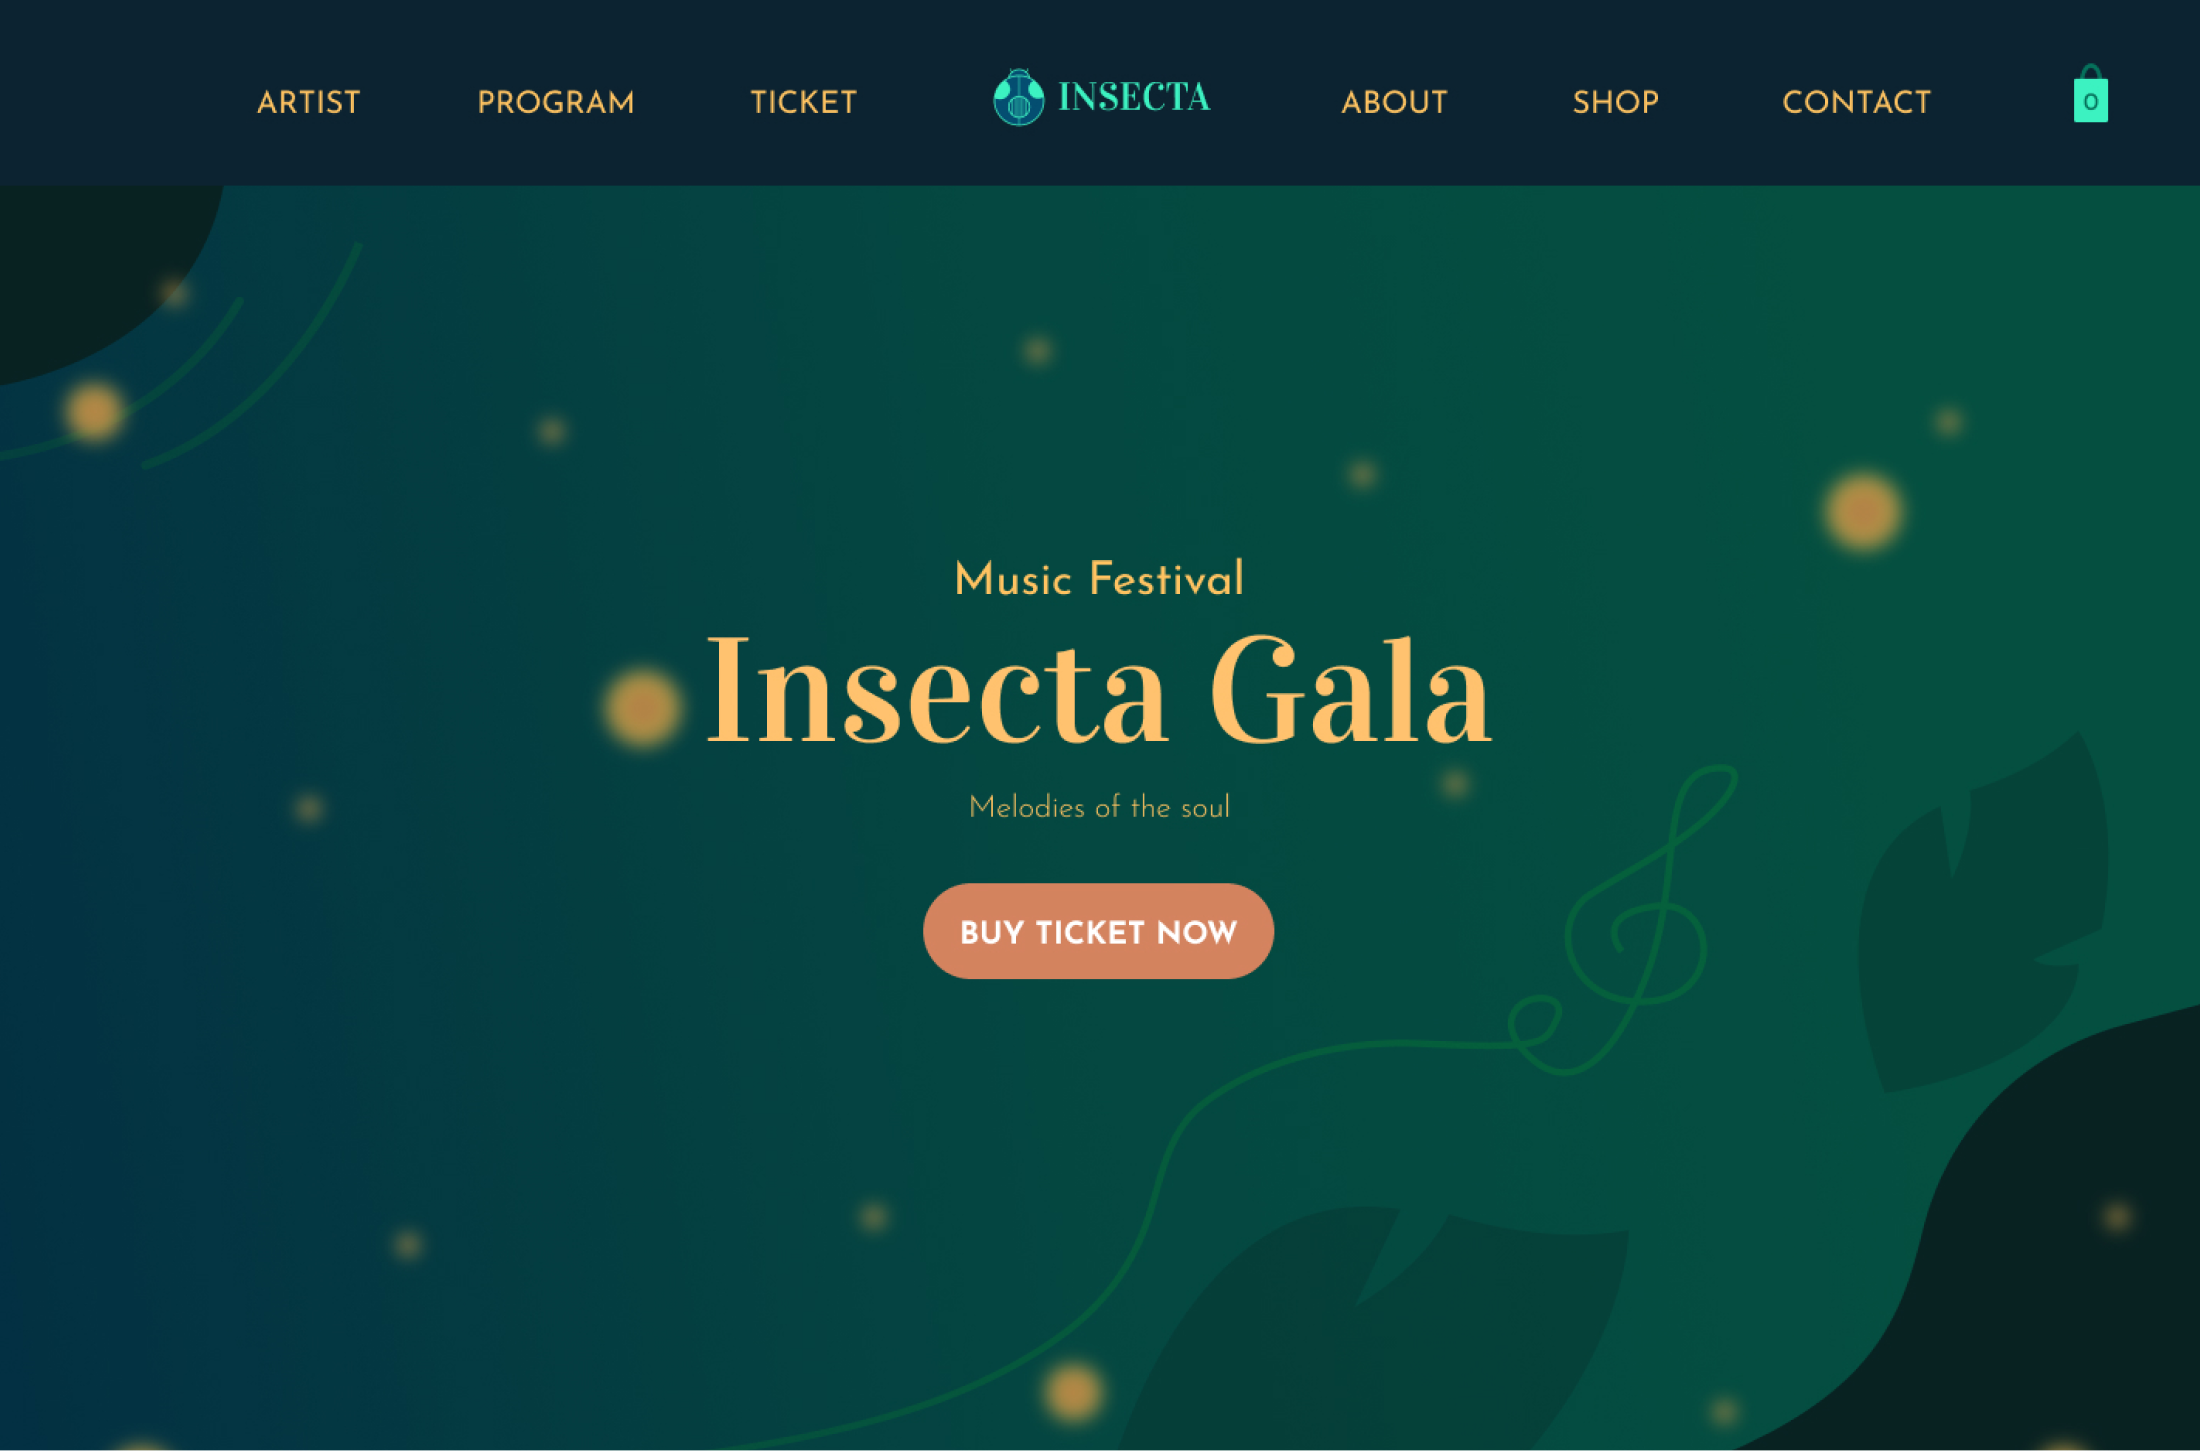 ARTIST PROGRAM TICKET INSECTA ABOUT SHOP CONTACT 0
Music Festival
Insecta Gala
Melodies of the soul
BUY TICKET NOW